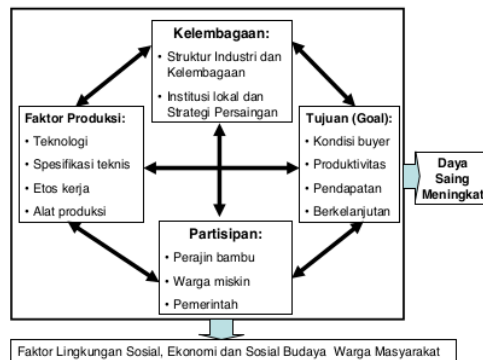 Kelembagaan:
• Struktur Industri dan
Kelembagaan
• Institusi lokal dan
Strategi Persaingan
Faktor Produksi:
• Teknologi
• Spesifikasi teknis
• Etos kerja
• Alat produksi
Tujuan (Goal):
• Kondisi buyer
• Produktivitas
• Pendapatan
• Berkelanjutan
Daya
Saing
Meningkat
Partisipan:
• Perajin bambu
• Warga miskin
• Pemerintah
Faktor Lingkungan Sosial, Ekonomi dan Sosial Budaya Warga Masyarakat